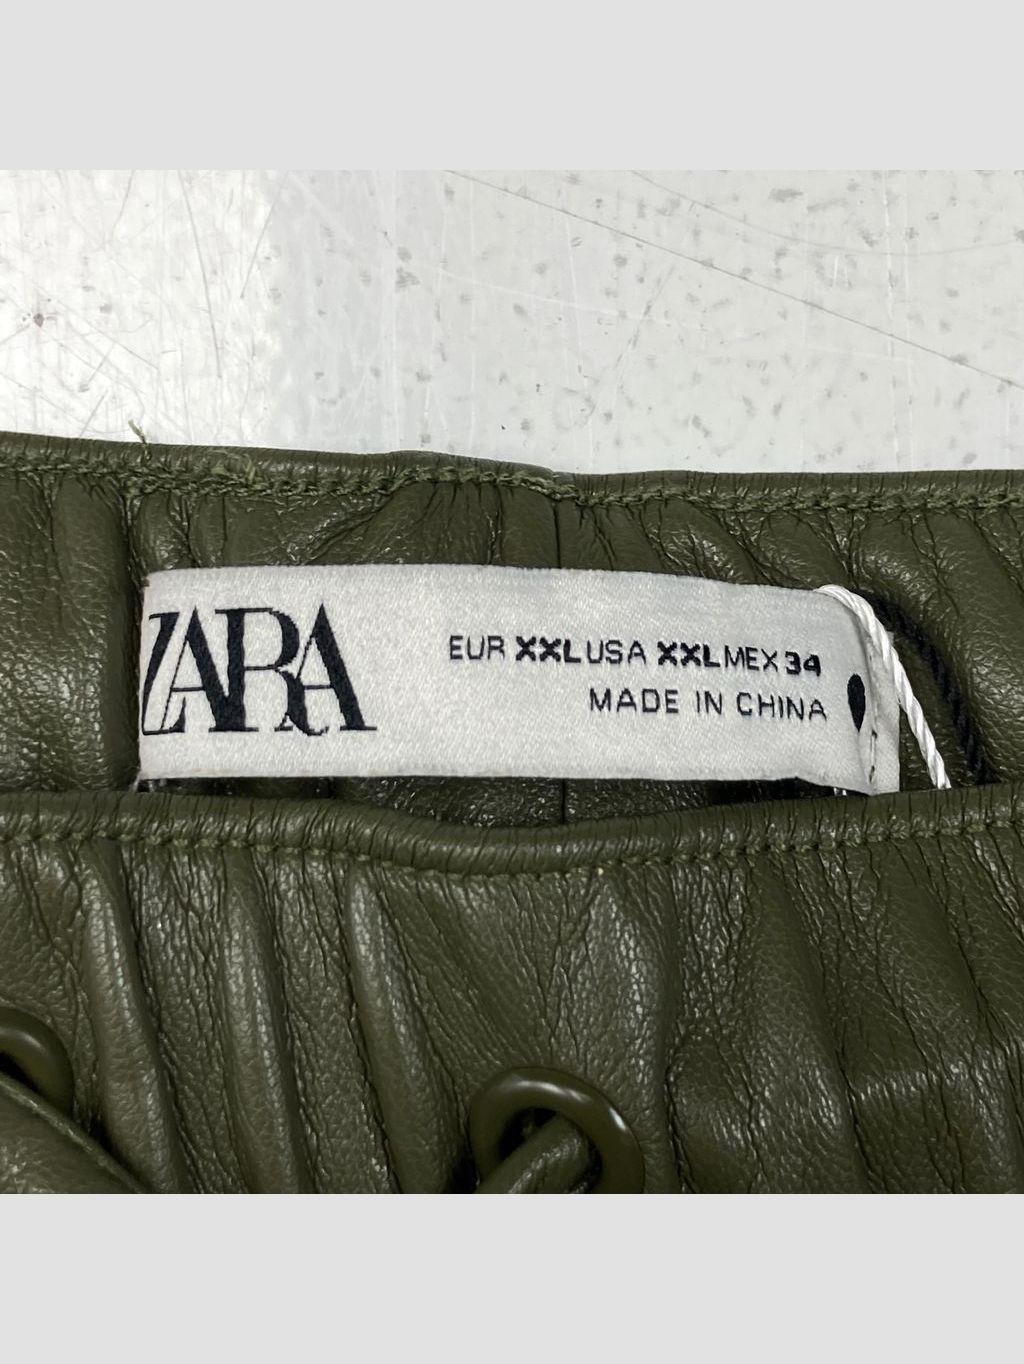 ZARA
EUR XXL USA XXL MEX 34
MADE IN CHINA